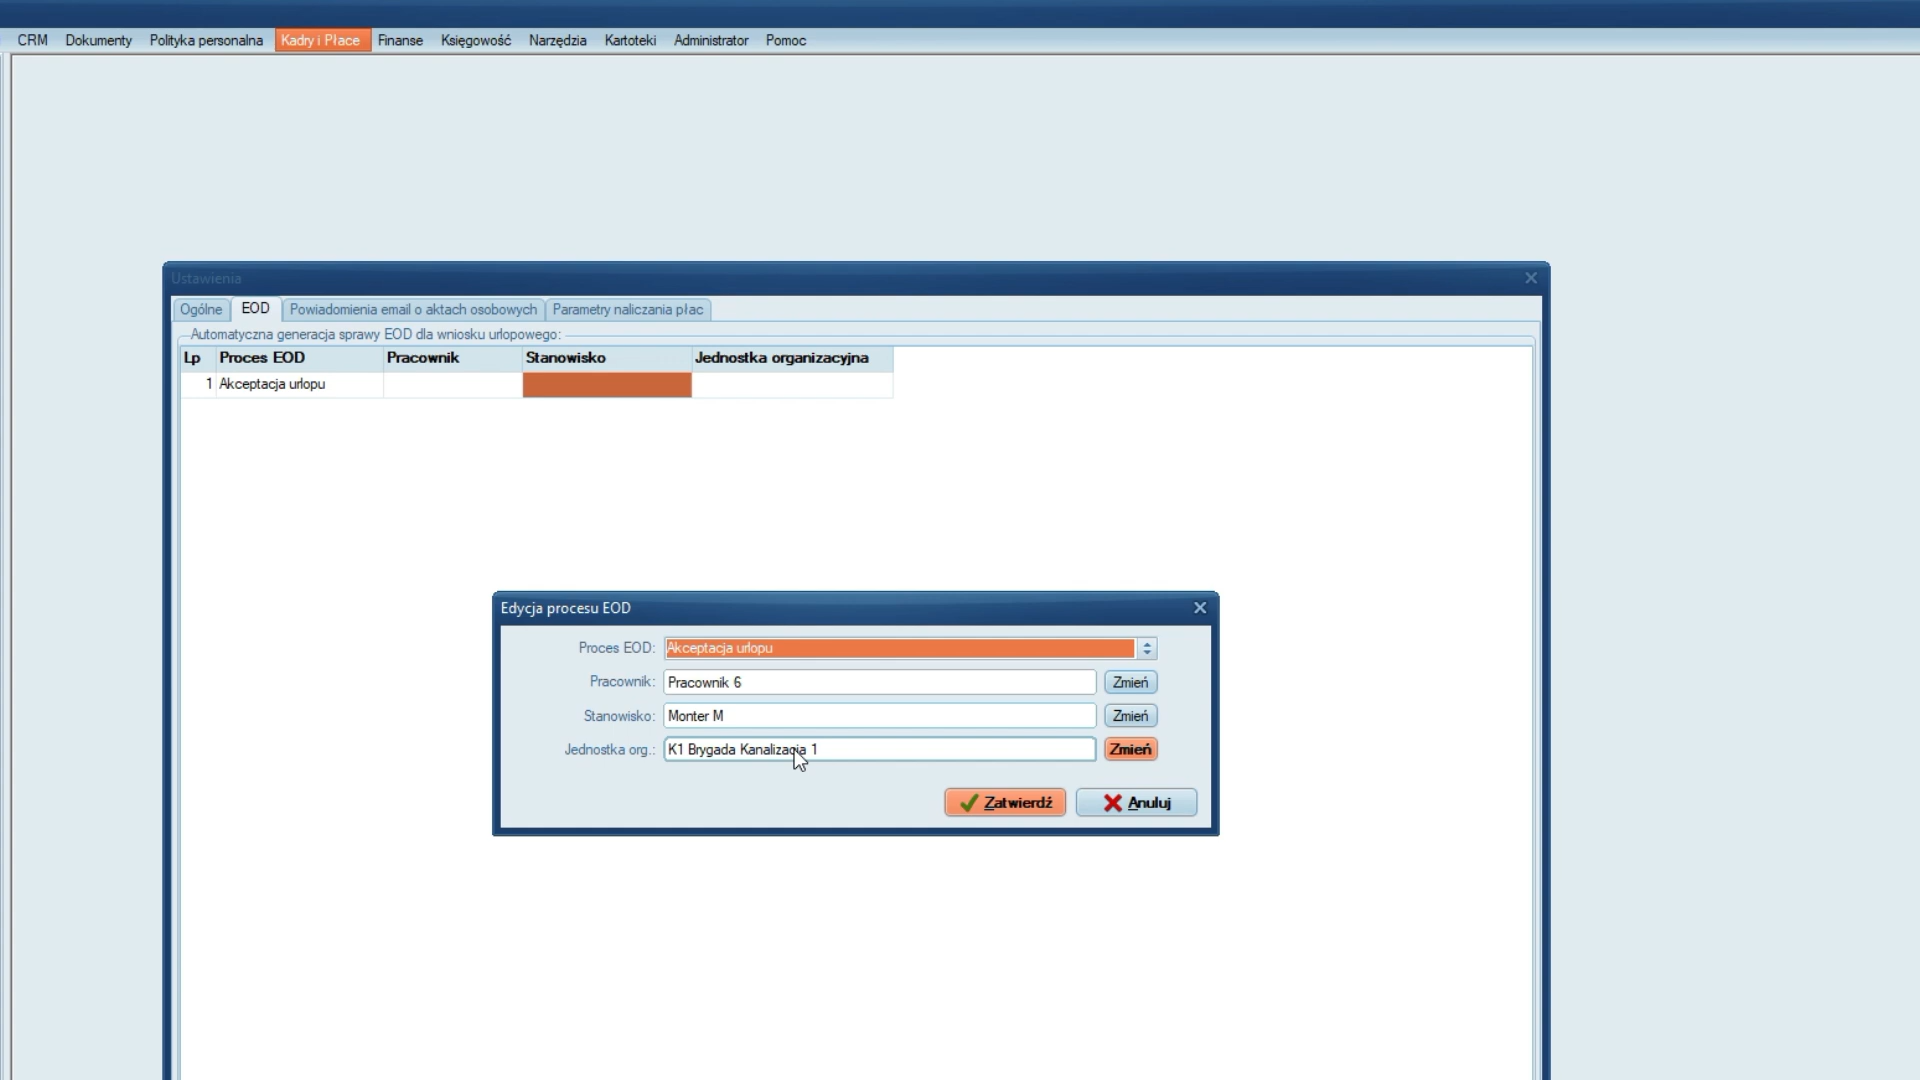 CRM Dokumenty Polityka personalna Kadry i Płace Finanse Księgowość Narzędzia Kartoteki Administrator Pomoc
Ustawienia
Ogólne EOD Powiadomienia email o aktach osobowych Parametry naliczania płac
Automatyczna generacja sprawy EOD dla wniosku urlopowego:
Lp Proces EOD Pracownik Stanowisko Jednostka organizacyjna
1 Akceptacja urlopu
Edycja procesu EOD
Proces EOD: Akceptacja urlopu
Pracownik: Pracownik 6 Zmień
Stanowisko: Monter M Zmień
Jednostka org.: K1 Brygada Kanalizacja 1 Zmień
Zatwierdź Anuluj